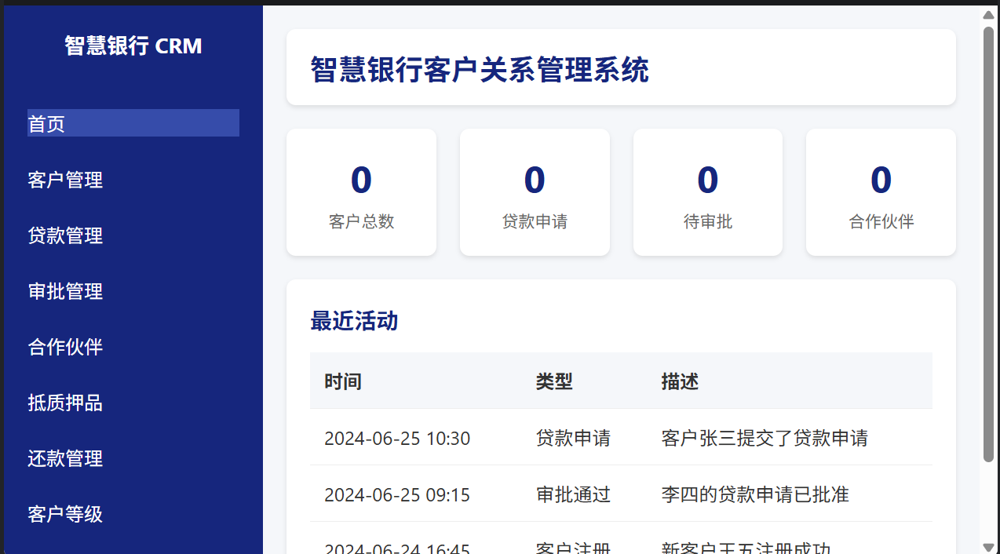 智慧银行 CRM
首页
客户管理
贷款管理
审批管理
合作伙伴
抵质押品
还款管理
客户等级
智慧银行客户关系管理系统
0
客户总数
0
贷款申请
0
待审批
0
合作伙伴
最近活动
时间 类型 描述
2024-06-25 10:30 贷款申请 客户张三提交了贷款申请
2024-06-25 09:15 审批通过 李四的贷款申请已批准
2024-06-24 16:45 客户注册 新客户王五注册成功